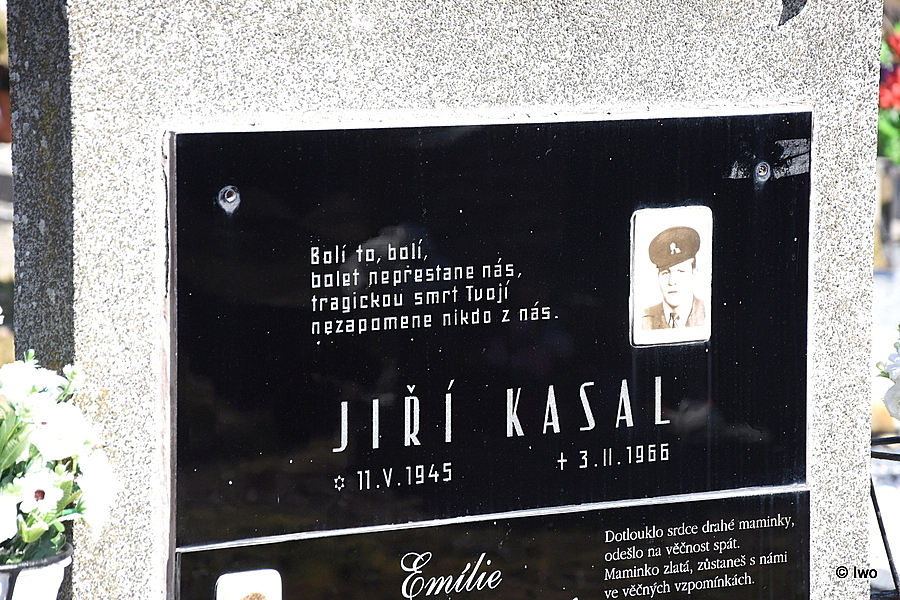 Bolí to, bolí,
bolet nepřestane nás,
tragickou smrt Tvojí
nezapomene nikdo z nás.
JIŘÍ KASAL
✡ 11.V.1945
✝ 3.II.1966
Emílie
Dotlouklo srdce drahé maminky,
odešlo na věčnost spát.
Maminko zlatá, zůstaneš s námi
ve věčných vzpomínkách.
© Iwo